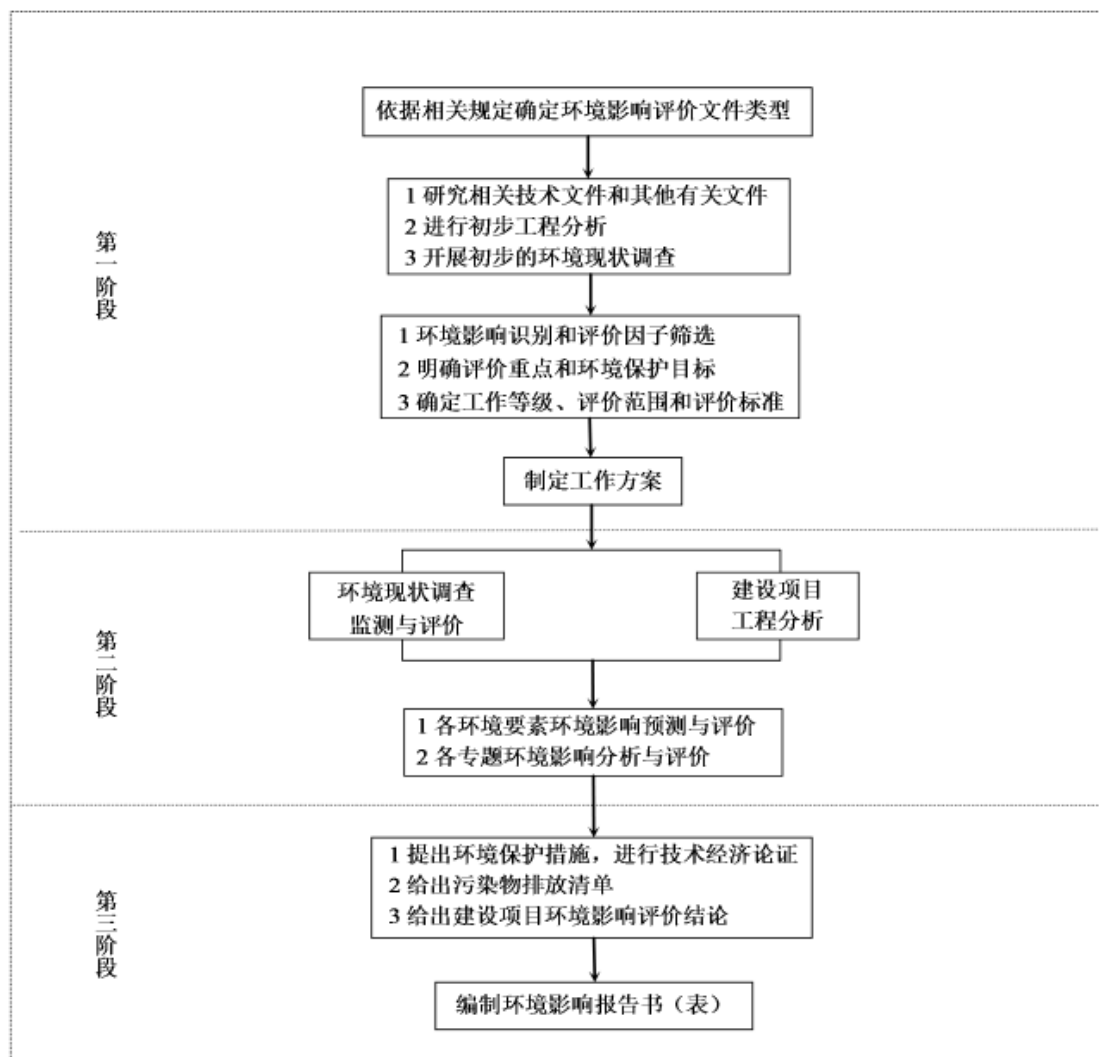 依据相关规定确定环境影响评价文件类型
1 研究相关技术文件和其他有关文件
2 进行初步工程分析
3 开展初步的环境现状调查
第一阶段
1 环境影响识别和评价因子筛选
2 明确评价重点和环境保护目标
3 确定工作等级、评价范围和评价标准
制定工作方案
环境现状调查
监测与评价
建设项目
工程分析
第二阶段
1 各环境要素环境影响预测与评价
2 各专题环境影响分析与评价
1 提出环境保护措施，进行技术经济论证
2 给出污染物排放清单
3 给出建设项目环境影响评价结论
第三阶段
编制环境影响报告书（表）